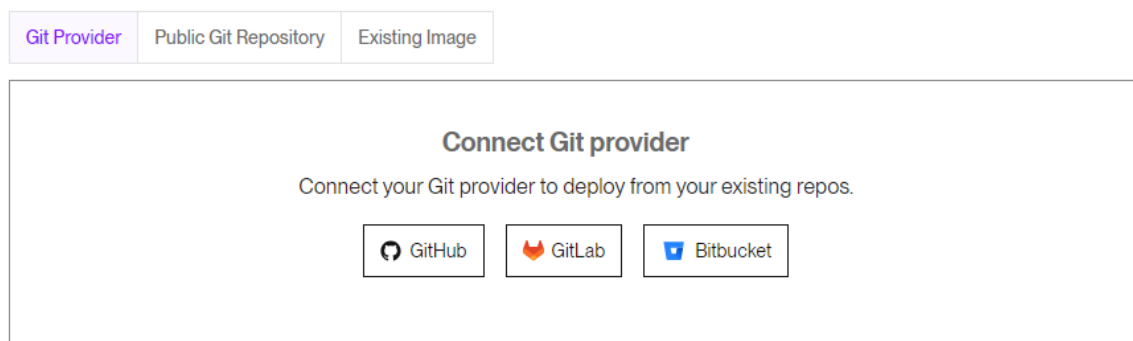 Git Provider Public Git Repository Existing Image
Connect Git provider
Connect your Git provider to deploy from your existing repos.
GitHub GitLab Bitbucket